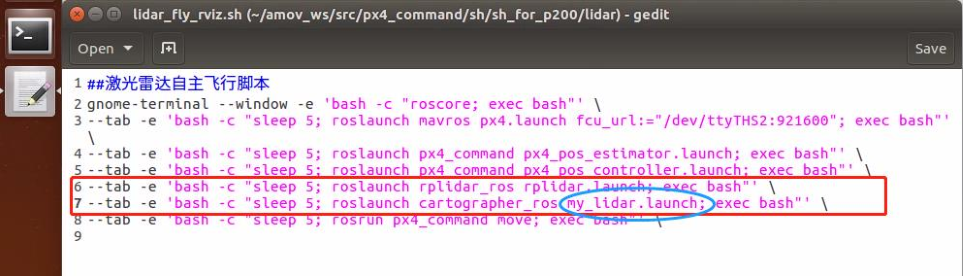 lidar_fly_rviz.sh (~/amov_ws/src/px4_command/sh/sh_for_p200/lidar) - gedit
Open Save
1 ##激光雷达自主飞行脚本
2 gnome-terminal --window -e 'bash -c "roscore; exec bash"' \
3 --tab -e 'bash -c "sleep 5; roslaunch mavros px4.launch fcu_url:="/dev/ttyTHS2:921600"; exec bash"'
\
4 --tab -e 'bash -c "sleep 5; roslaunch px4_command px4_pos_estimator.launch; exec bash"' \
5 --tab -e 'bash -c "sleep 5; roslaunch px4_command px4_pos_controller.launch; exec bash"' \
6 --tab -e 'bash -c "sleep 5; roslaunch rplidar_ros rplidar.launch; exec bash"' \
7 --tab -e 'bash -c "sleep 5; roslaunch cartographer_ros my_lidar.launch; exec bash"' \
8 --tab -e 'bash -c "sleep 5; rosrun px4_command move; exec bash"' \
9